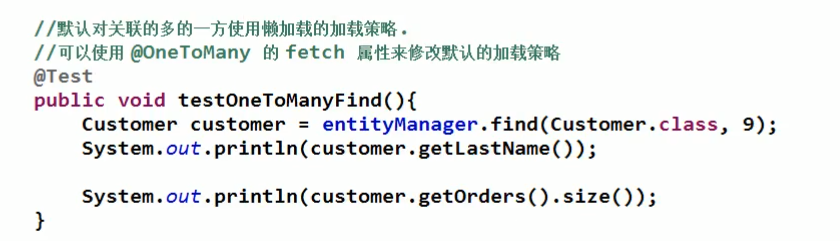 //默认对关联的多的一方使用懒加载的加载策略.
//可以使用 @OneToMany 的 fetch 属性来修改默认的加载策略
@Test
public void testOneToManyFind(){
    Customer customer = entityManager.find(Customer.class, 9);
    System.out.println(customer.getLastName());

    System.out.println(customer.getOrders().size());
}